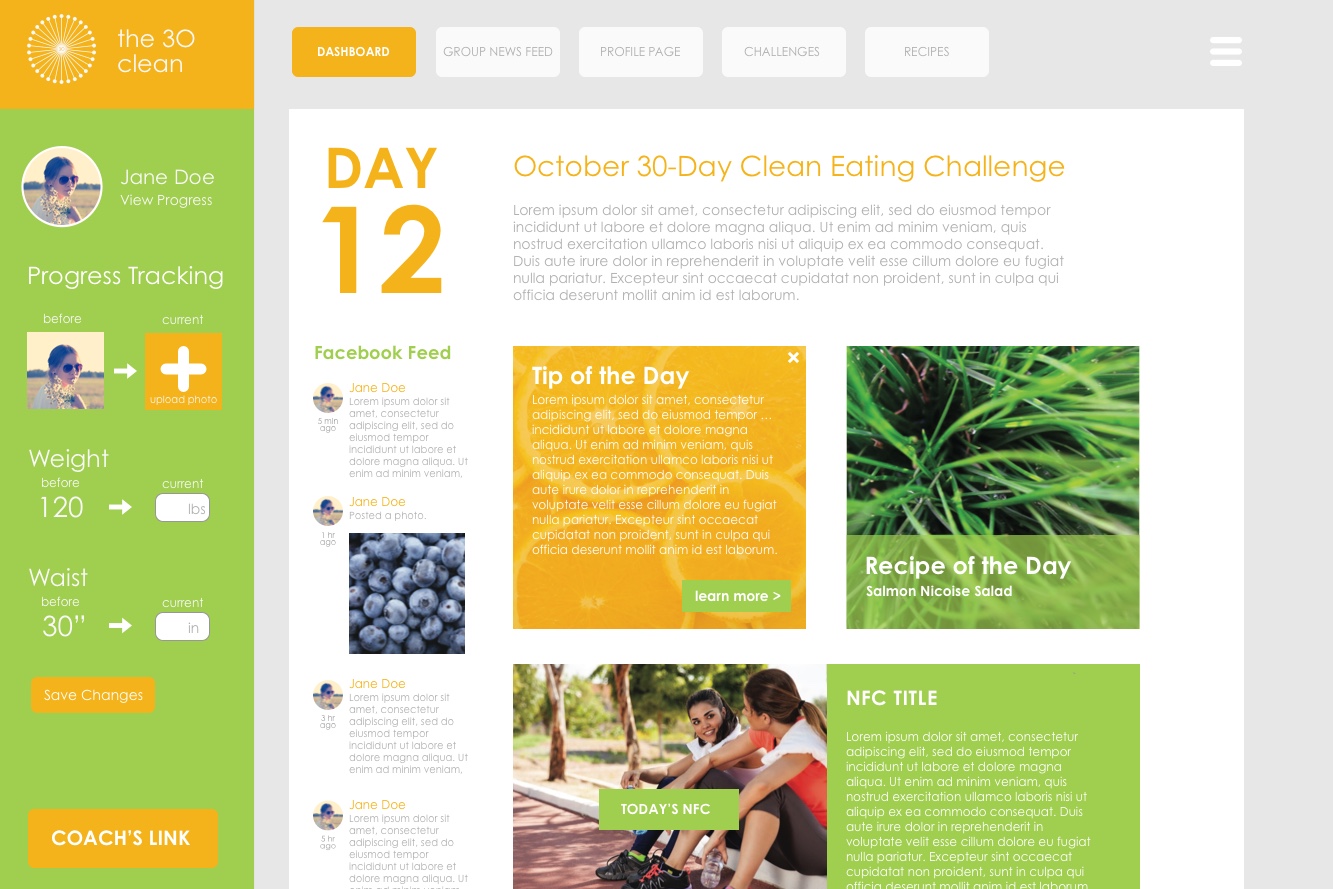 the 30
clean
DASHBOARD
GROUP NEWS FEED
PROFILE PAGE
CHALLENGES
RECIPES
Jane Doe
View Progress
Progress Tracking
before
current
upload photo
Weight
before
current
120
lbs
Waist
before
current
30”
in
Save Changes
COACH’S LINK
DAY
12
October 30-Day Clean Eating Challenge
Lorem ipsum dolor sit amet, consectetur adipiscing elit, sed do eiusmod tempor
incididunt ut labore et dolore magna aliqua. Ut enim ad minim veniam, quis
nostrud exercitation ullamco laboris nisi ut aliquip ex ea commodo consequat.
Duis aute irure dolor in reprehenderit in voluptate velit esse cillum dolore eu fugiat
nulla pariatur. Excepteur sint occaecat cupidatat non proident, sunt in culpa qui
officia deserunt mollit anim id est laborum.
Facebook Feed
Jane Doe
5 min
ago
Lorem ipsum dolor sit
amet, consectetur
adipiscing elit, sed do
eiusmod tempor
incididunt ut labore et
dolore magna aliqua. Ut
enim ad minim veniam,
Jane Doe
Posted a photo.
1 hr
ago
Jane Doe
3 hr
ago
Lorem ipsum dolor sit
amet, consectetur
adipiscing elit, sed do
eiusmod tempor
incididunt ut labore et
dolore magna aliqua. Ut
enim ad minim veniam,
Jane Doe
5 hr
ago
Lorem ipsum dolor sit
amet, consectetur
adipiscing elit, sed do
eiusmod tempor
incididunt ut labore et
dolore magna aliqua. Ut
enim ad minim veniam,
Tip of the Day
Lorem ipsum dolor sit amet, consectetur
adipiscing elit, sed do eiusmod tempor ...
incididunt ut labore et dolore magna
aliqua. Ut enim ad minim veniam, quis
nostrud exercitation ullamco laboris nisi ut
aliquip ex ea commodo consequat. Duis
aute irure dolor in reprehenderit in
voluptate velit esse cillum dolore eu fugiat
nulla pariatur. Excepteur sint occaecat
cupidatat non proident, sunt in culpa qui
officia deserunt mollit anim id est laborum.
learn more >
Recipe of the Day
Salmon Nicoise Salad
TODAY’S NFC
NFC TITLE
Lorem ipsum dolor sit amet, consectetur
adipiscing elit, sed do eiusmod tempor
incididunt ut labore et dolore magna
aliqua. Ut enim ad minim veniam, quis
nostrud exercitation ullamco laboris nisi ut
aliquip ex ea commodo consequat. Duis
aute irure dolor in reprehenderit in
voluptate velit esse cillum dolore eu fugiat
nulla pariatur. Excepteur sint occaecat
cupidatat non proident, sunt in culpa qui
officia deserunt mollit anim id est laborum.